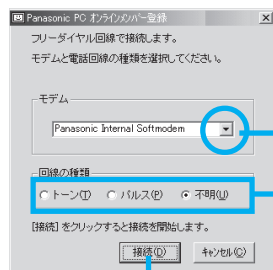 Panasonic PC オンラインメンバー登録
フリーダイヤル回線で接続します。
モデムと電話回線の種類を選択してください。
モデム
Panasonic Internal Softmodem
回線の種類
トーン(T) パルス(P) 不明(U)
[接続]をクリックすると接続を開始します。
接続(D) キャンセル(C)